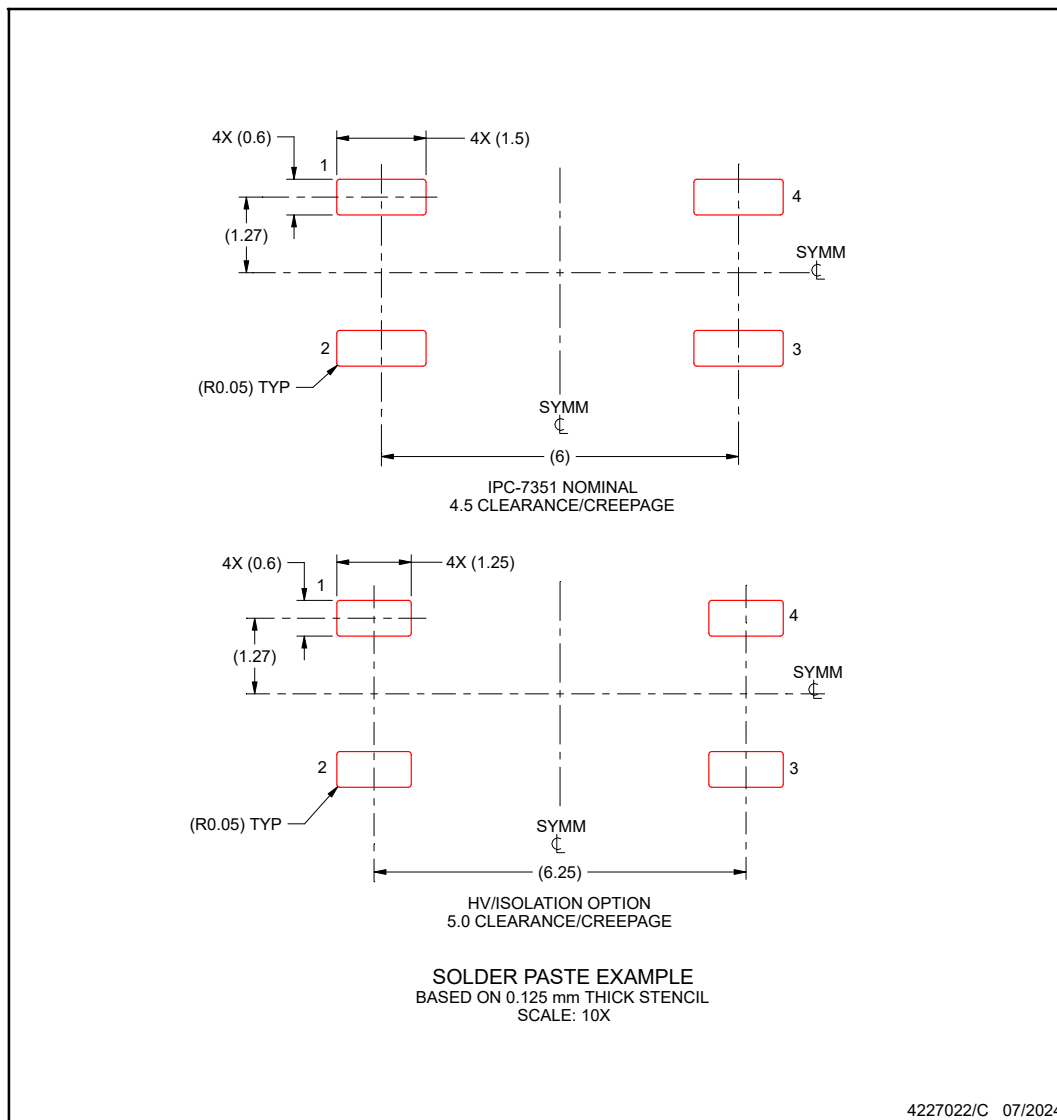 4X (0.6)
4X (1.5)
1
4
(1.27)
SYMM
℄
2
3
(R0.05) TYP
SYMM
℄
(6)
IPC-7351 NOMINAL
4.5 CLEARANCE/CREEPAGE
4X (0.6)
4X (1.25)
1
4
(1.27)
SYMM
℄
2
3
(R0.05) TYP
SYMM
℄
(6.25)
HV/ISOLATION OPTION
5.0 CLEARANCE/CREEPAGE
SOLDER PASTE EXAMPLE
BASED ON 0.125 mm THICK STENCIL
SCALE: 10X
4227022/C 07/2024